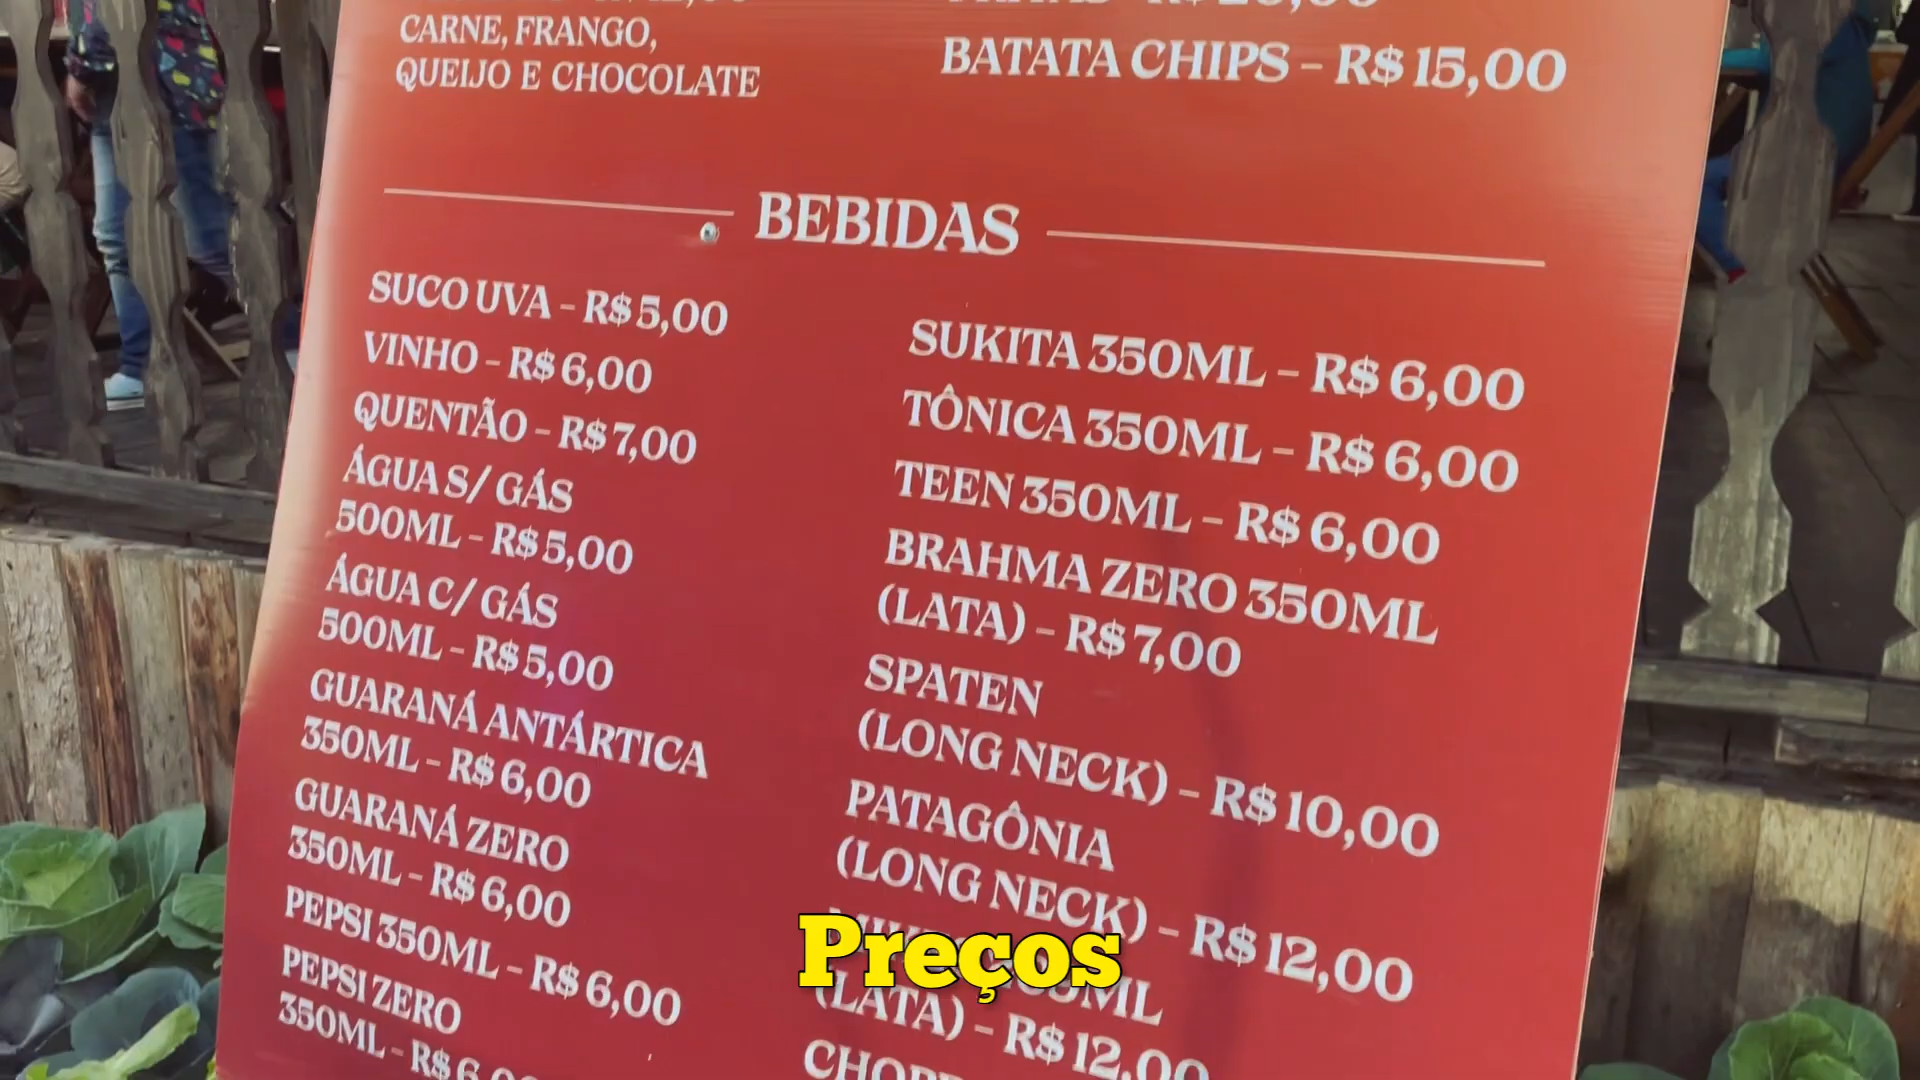 CARNE, FRANGO,
QUEIJO E CHOCOLATE
BATATA CHIPS – R$ 15,00
BEBIDAS
SUCO UVA – R$ 5,00
VINHO – R$ 6,00
QUENTÃO – R$ 7,00
ÁGUA S/ GÁS
500ML – R$ 5,00
ÁGUA C/ GÁS
500ML – R$ 5,00
GUARANÁ ANTÁRTICA
350ML – R$ 6,00
GUARANÁ ZERO
350ML – R$ 6,00
PEPSI 350ML – R$ 6,00
PEPSI ZERO
350ML – R$ 6,00
SUKITA 350ML – R$ 6,00
TÔNICA 350ML – R$ 6,00
TEEN 350ML – R$ 6,00
BRAHMA ZERO 350ML
(LATA) – R$ 7,00
SPATEN
(LONG NECK) – R$ 10,00
PATAGÔNIA
(LONG NECK) – R$ 12,00
(LATA) – R$ 12,00
Preços